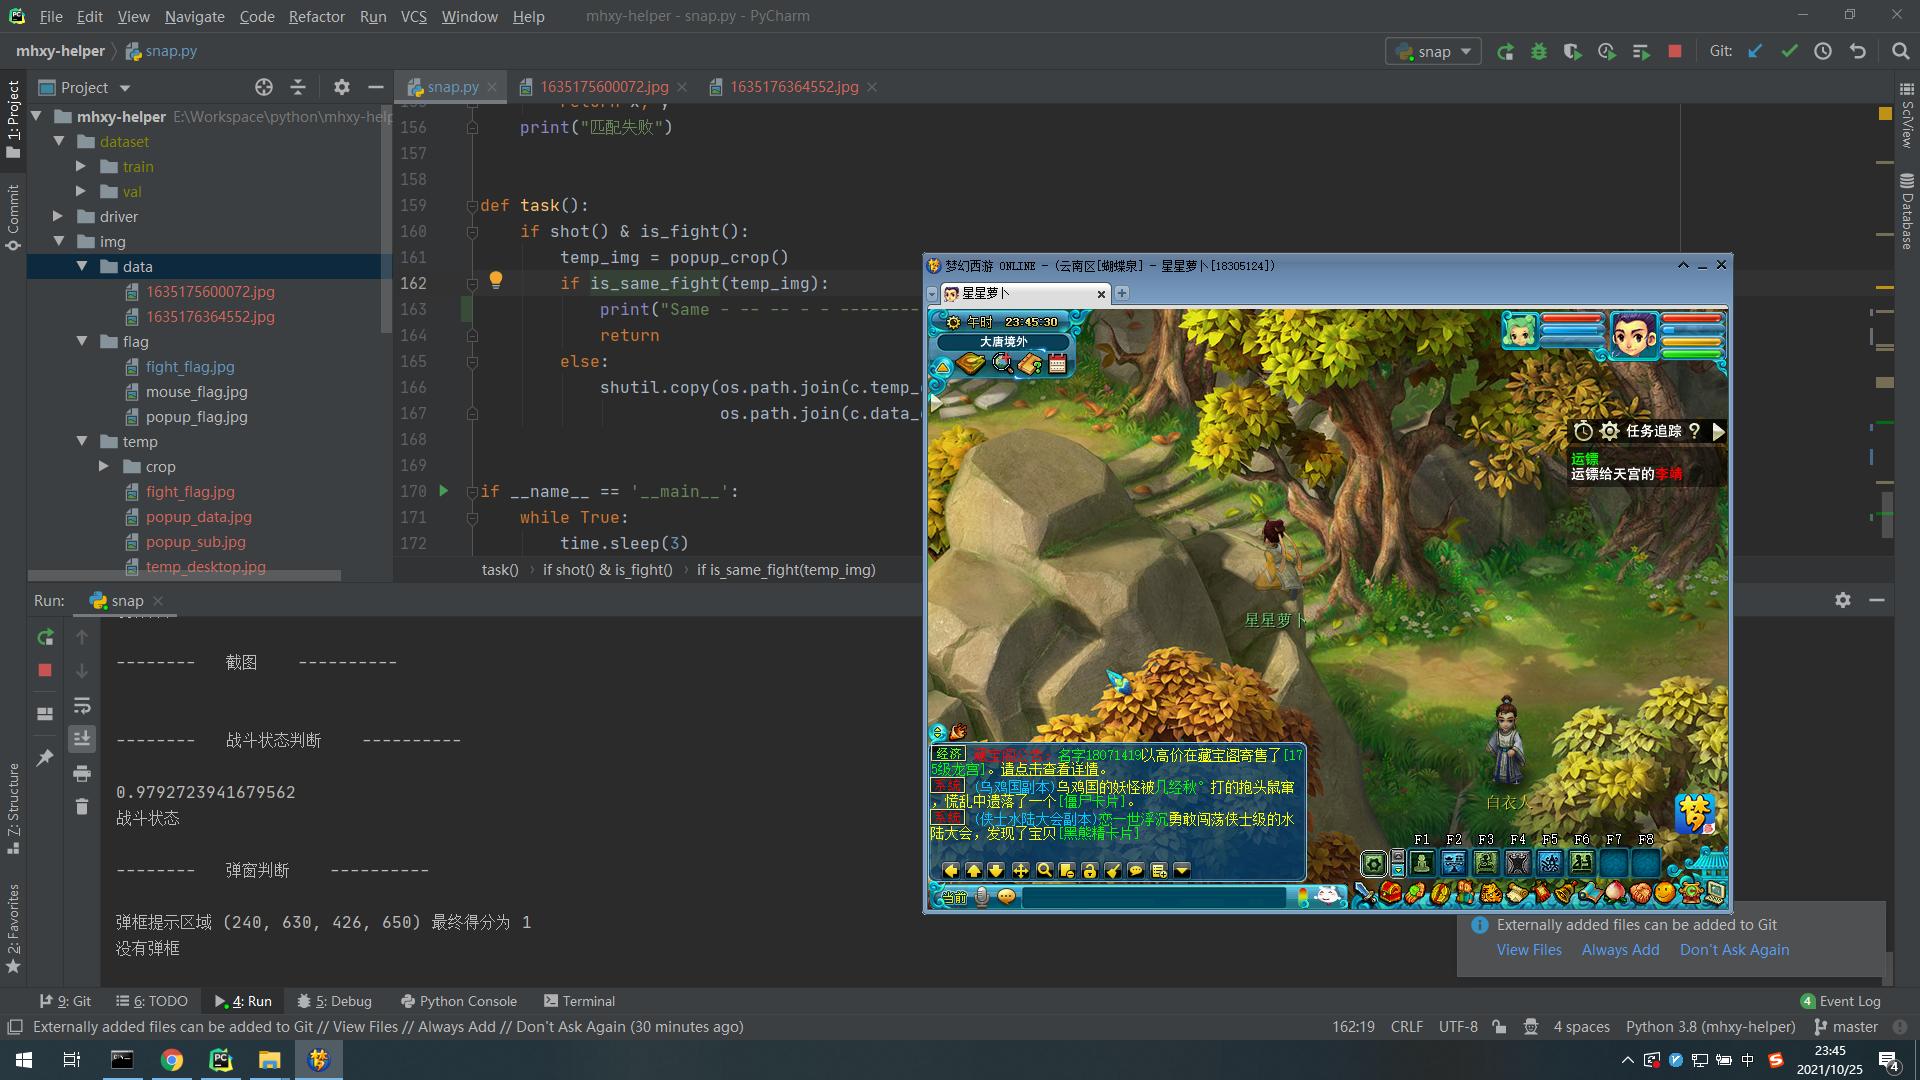 File Edit View Navigate Code Refactor Run VCS Window Help mhxy-helper - snap.py - PyCharm
mhxy-helper snap.py snap Git:
1: Project
Commit
7: Structure
2: Favorites
SciView
Database
Project
mhxy-helper E:\Workspace\python\mhxy-help
dataset
train
val
driver
img
data
1635175600072.jpg
1635176364552.jpg
flag
fight_flag.jpg
mouse_flag.jpg
popup_flag.jpg
temp
crop
fight_flag.jpg
popup_data.jpg
popup_sub.jpg
temp_desktop.jpg
snap.py 1635175600072.jpg 1635176364552.jpg
155 return x, y
156 print("匹配失败")
157
158
159 def task():
160 if shot() & is_fight():
161 temp_img = popup_crop()
162 if is_same_fight(temp_img):
163 print("Same - -- -- - - --------
164 return
165 else:
166 shutil.copy(os.path.join(c.temp_
167 os.path.join(c.data_
168
169
170 if __name__ == '__main__':
171 while True:
172 time.sleep(3)
task() if shot() & is_fight() if is_same_fight(temp_img)
Run: snap
-------- 截图 ----------
-------- 战斗状态判断 ----------
0.9792723941679562
战斗状态
-------- 弹窗判断 ----------
弹框提示区域 (240, 630, 426, 650) 最终得分为 1
没有弹框
梦幻西游 ONLINE - (云南区[蝴蝶泉] - 星星萝卜[18305124])
星星萝卜
午时 23:45:30
大唐境外
任务追踪 ?
运镖
运镖给天宫的李靖
星星萝卜
白衣人
梦
经济 藏宝阁公告，名字18071419以高价在藏宝阁寄售了[17
5级龙宫]。请点击查看详情。
系统 (乌鸡国副本)乌鸡国的妖怪被几经秋°打的抱头鼠窜
，慌乱中遗落了一个[僵尸卡片]。
系统 (侠士水陆大会副本)恋一世浮沉勇敢闯荡侠士级的水
陆大会，发现了宝贝[黑熊精卡片]
F1 F2 F3 F4 F5 F6 F7 F8
当前
Externally added files can be added to Git
View Files Always Add Don't Ask Again
9: Git 6: TODO 4: Run 5: Debug Python Console Terminal 4 Event Log
Externally added files can be added to Git // View Files // Always Add // Don't Ask Again (30 minutes ago) 162:19 CRLF UTF-8 4 spaces Python 3.8 (mhxy-helper) master
中 23:45
2021/10/25 4